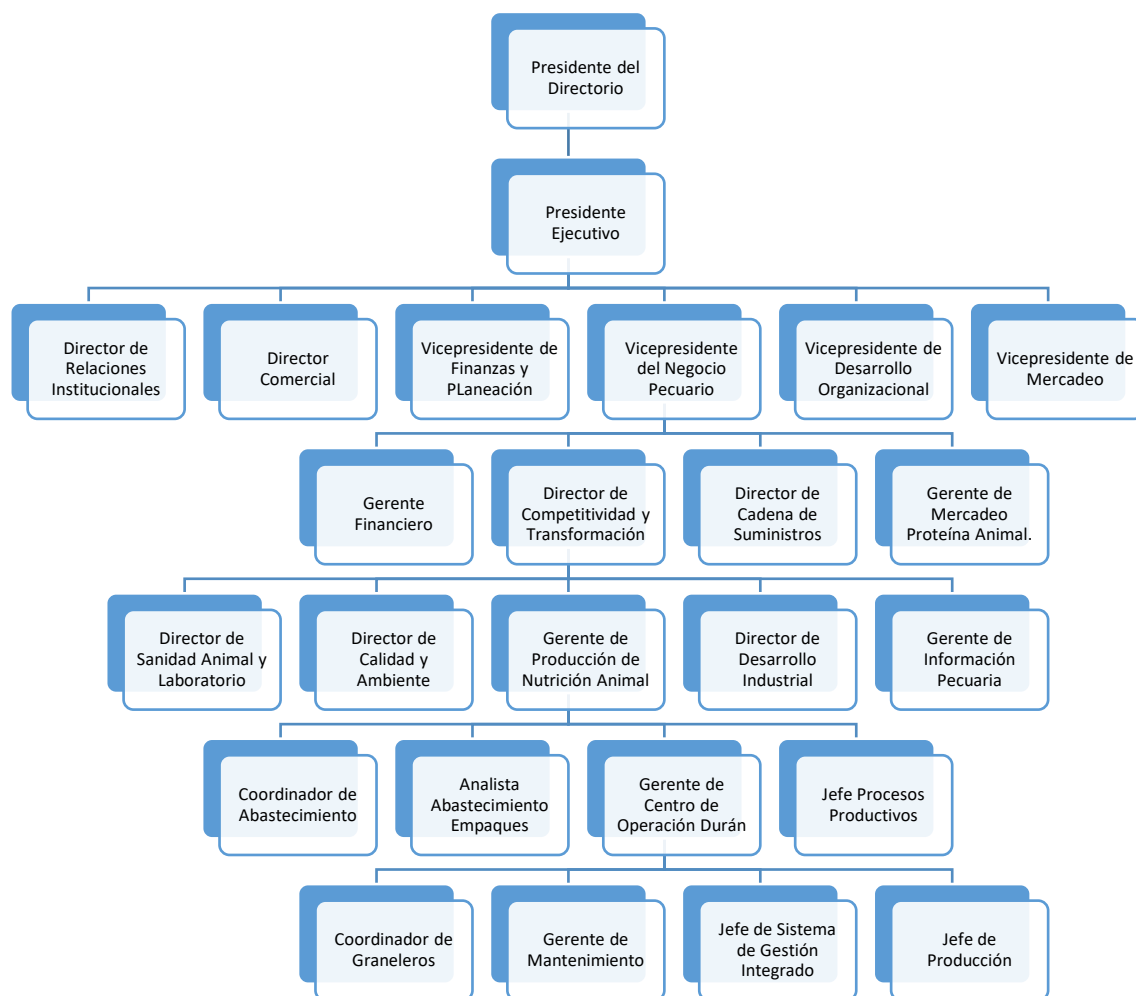 Presidente del
Directorio
Presidente
Ejecutivo
Director de
Relaciones
Institucionales
Director
Comercial
Vicepresidente de
Finanzas y
PLaneación
Vicepresidente
del Negocio
Pecuario
Vicepresidente de
Desarrollo
Organizacional
Vicepresidente de
Mercadeo
Gerente
Financiero
Director de
Competitividad y
Transformación
Director de
Cadena de
Suministros
Gerente de
Mercadeo
Proteína Animal.
Director de
Sanidad Animal y
Laboratorio
Director de
Calidad y
Ambiente
Gerente de
Producción de
Nutrición Animal
Director de
Desarrollo
Industrial
Gerente de
Información
Pecuaria
Coordinador de
Abastecimiento
Analista
Abastecimiento
Empaques
Gerente de
Centro de
Operación Durán
Jefe Procesos
Productivos
Coordinador de
Graneleros
Gerente de
Mantenimiento
Jefe de Sistema
de Gestión
Integrado
Jefe de
Producción